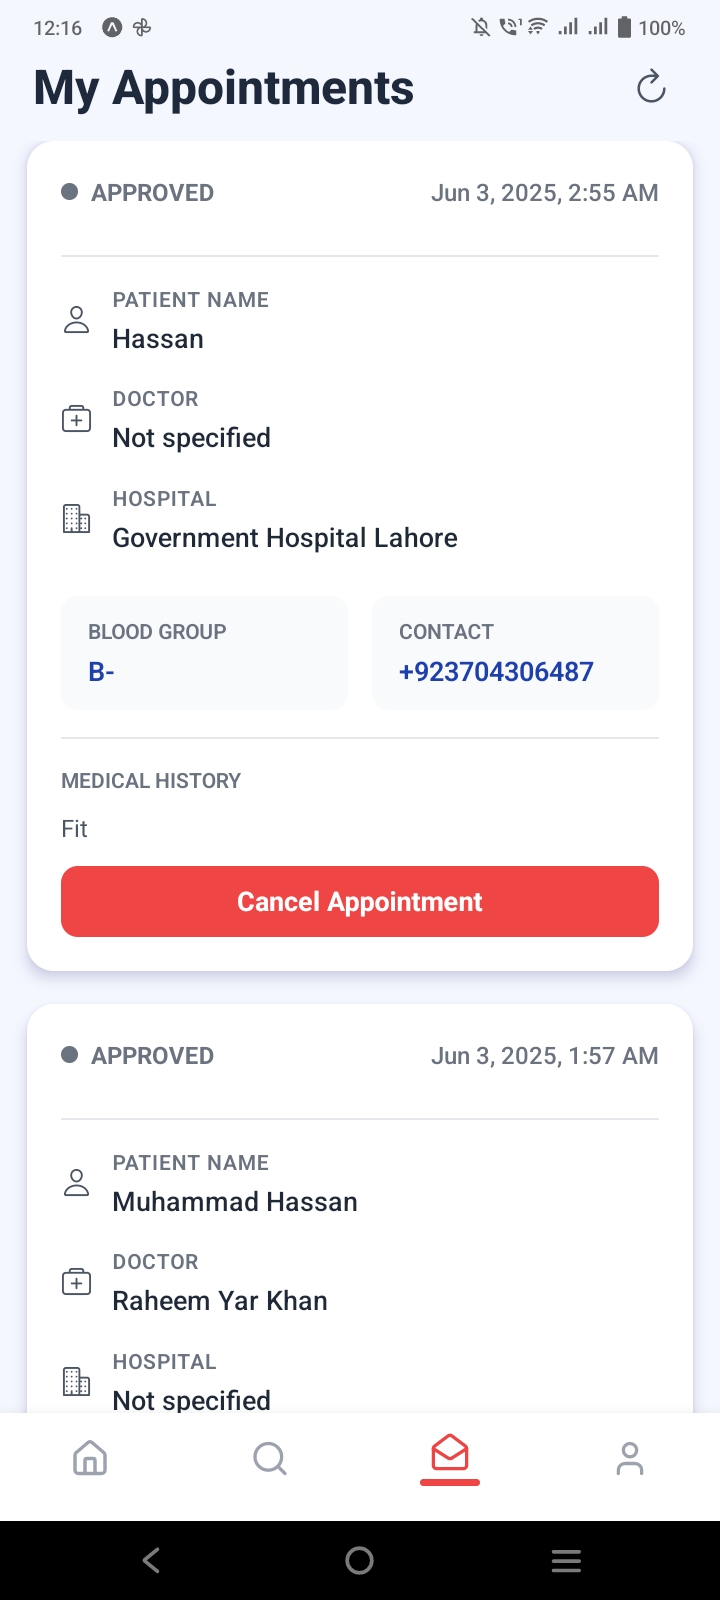 12:16
100%
My Appointments
APPROVED
Jun 3, 2025, 2:55 AM
PATIENT NAME
Hassan
DOCTOR
Not specified
HOSPITAL
Government Hospital Lahore
BLOOD GROUP
B-
CONTACT
+923704306487
MEDICAL HISTORY
Fit
Cancel Appointment
APPROVED
Jun 3, 2025, 1:57 AM
PATIENT NAME
Muhammad Hassan
DOCTOR
Raheem Yar Khan
HOSPITAL
Not specified